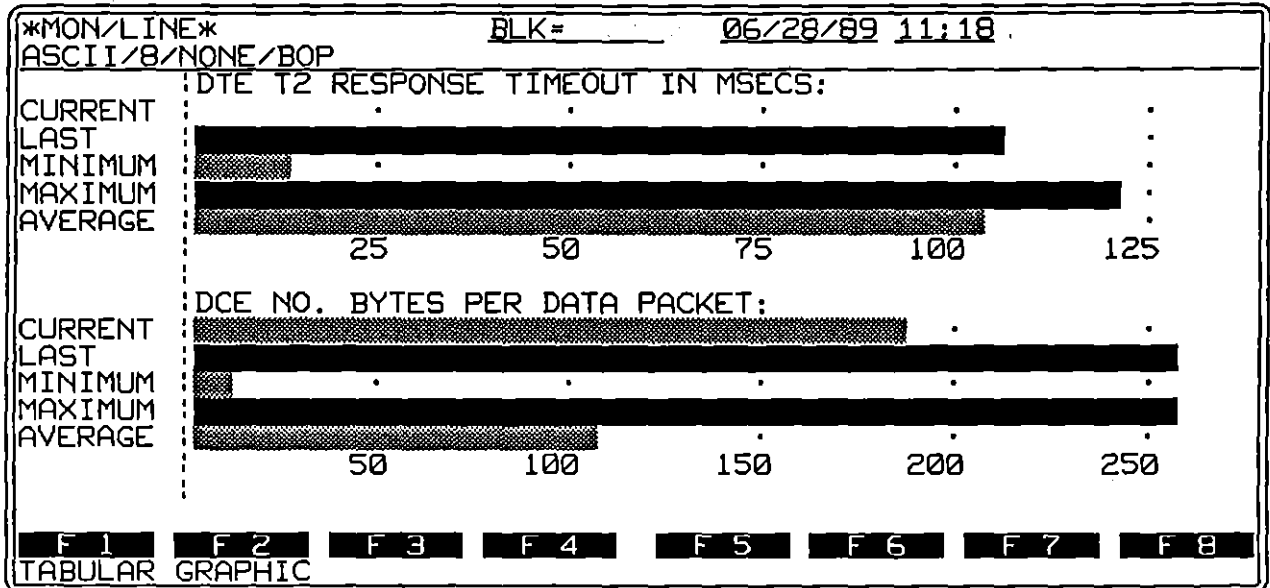 *MON/LINE* BLK= 06/28/89 11:18
ASCII/8/NONE/BOP
DTE T2 RESPONSE TIMEOUT IN MSECS:
CURRENT
LAST
MINIMUM
MAXIMUM
AVERAGE
25 50 75 100 125
DCE NO. BYTES PER DATA PACKET:
CURRENT
LAST
MINIMUM
MAXIMUM
AVERAGE
50 100 150 200 250
F 1 F 2 F 3 F 4 F 5 F 6 F 7 F 8
TABULAR GRAPHIC